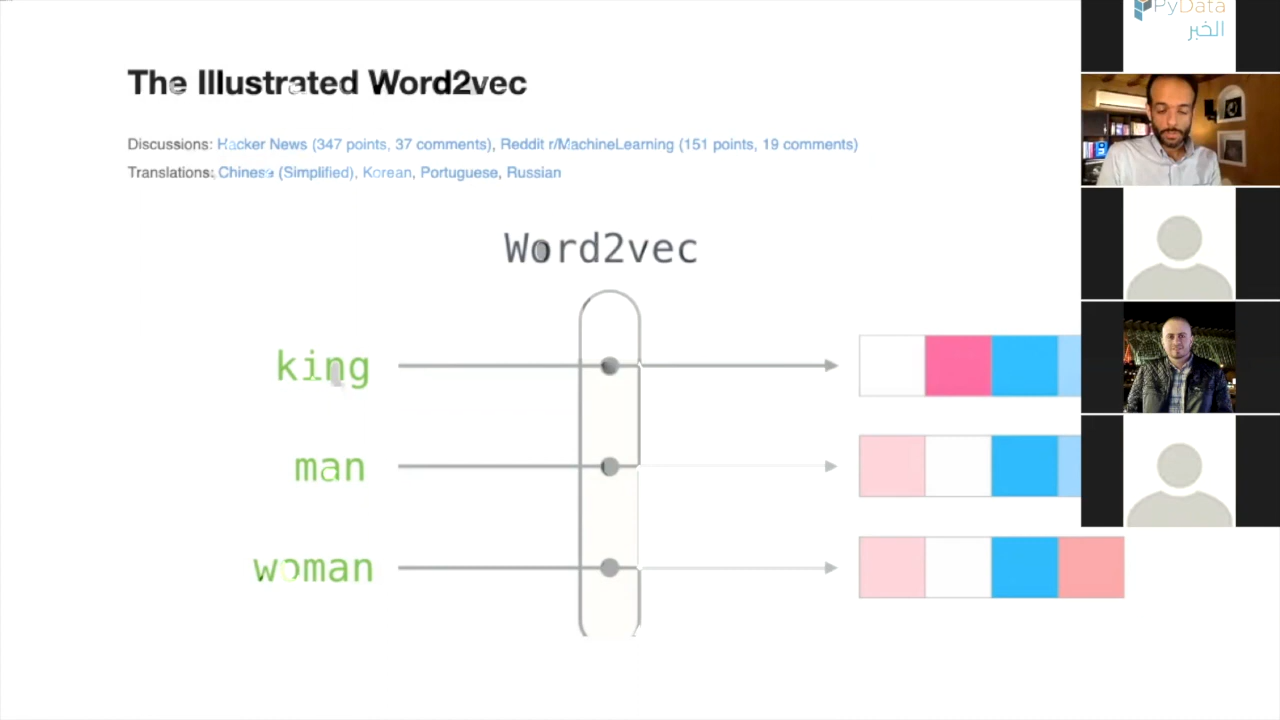 The Illustrated Word2vec
Discussions: Hacker News (347 points, 37 comments), Reddit r/MachineLearning (151 points, 19 comments)
Translations: Chinese (Simplified), Korean, Portuguese, Russian
Word2vec
king
man
woman
PyData
الخبر